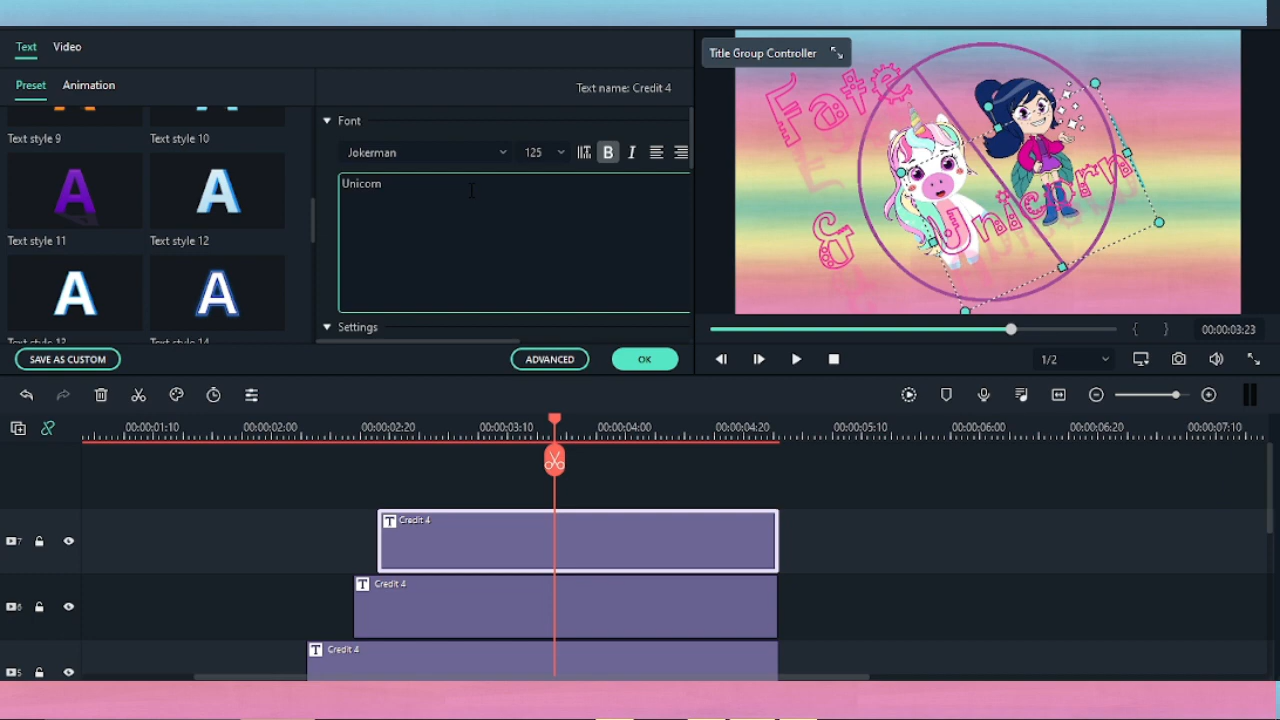 Text Video
Title Group Controller
Preset Animation
Text name: Credit 4
Text style 9 Text style 10
Font
Jokerman 125 B I
Unicorn
Text style 11 Text style 12
Settings
Text style 13 Text style 14
SAVE AS CUSTOM ADVANCED OK
Fate
&
Unicorn
{ } 00:00:03:23
1/2
00:00:01:10 00:00:02:00 00:00:02:20 00:00:03:10 00:00:04:00 00:00:04:20 00:00:05:10 00:00:06:00 00:00:06:20 00:00:07:10
7 T Credit 4
6 T Credit 4
5 T Credit 4